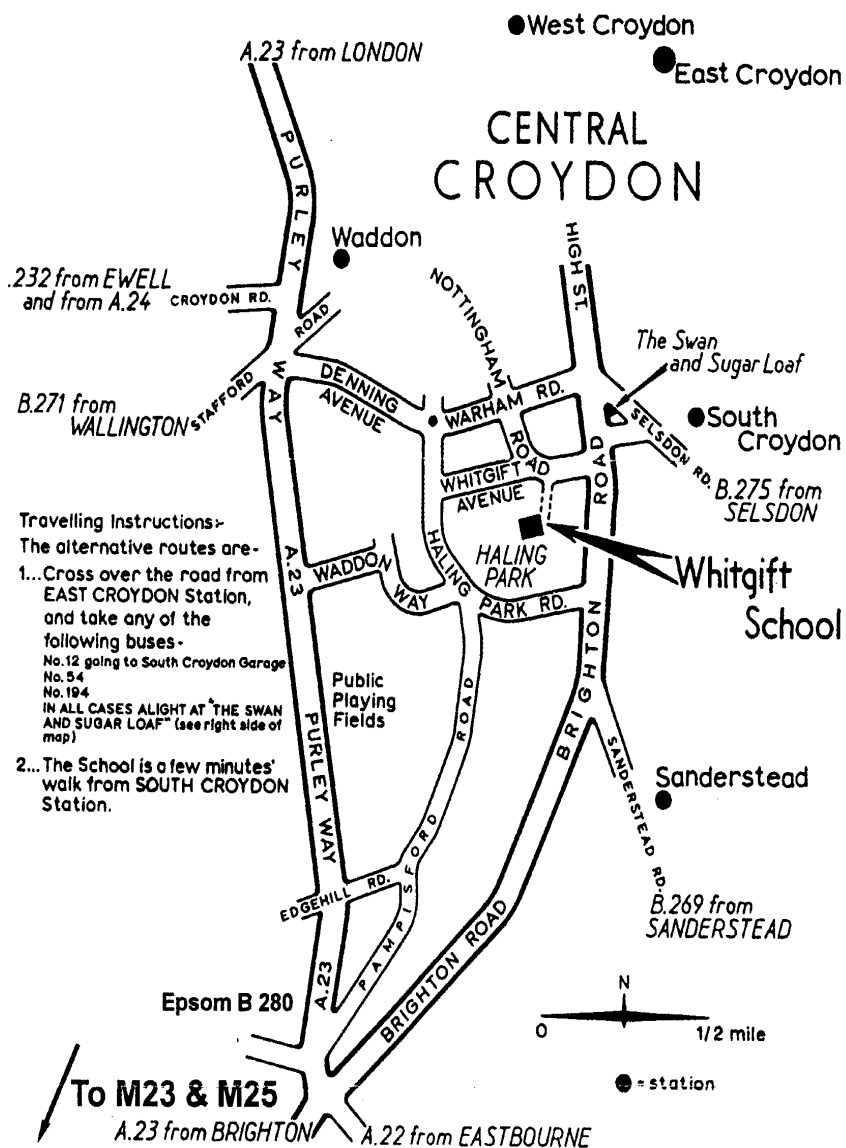 West Croydon
A.23 from LONDON
East Croydon
CENTRAL
CROYDON
PURLEY
Waddon
HIGH ST.
NOTTINGHAM
.232 from EWELL
and from A.24
CROYDON RD.
ROAD
The Swan
and Sugar Loaf
WAY
DENNING
AVENUE
STAFFORD
WARHAM RD.
B.271 from
WALLINGTON
SELSDON RD.
South
Croydon
ROAD
ROAD
WHITGIFT
AVENUE
B.275 from
SELSDON
Travelling Instructions:-
The alternative routes are-
1...Cross over the road from
EAST CROYDON Station,
and take any of the
following buses-
No.12 going to South Croydon Garage
No.54
No.194
IN ALL CASES ALIGHT AT "THE SWAN
AND SUGAR LOAF" (see right side of
map)
2...The School is a few minutes'
walk from SOUTH CROYDON
Station.
A.23
WADDON
WAY
HALING
PARK RD.
HALING
PARK
Whitgift
School
Public
Playing
Fields
ROAD
BRIGHTON
PURLEY WAY
SANDERSTEAD RD.
Sanderstead
PAMPISFORD
EDGEHILL RD.
B.269 from
SANDERSTEAD
BRIGHTON ROAD
A.23
Epsom B 280
N
0 1/2 mile
= station
To M23 & M25
A.23 from BRIGHTON
A.22 from EASTBOURNE